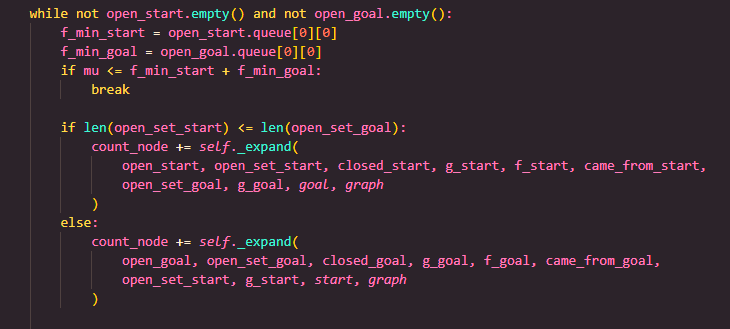 while not open_start.empty() and not open_goal.empty():
f_min_start = open_start.queue[0][0]
f_min_goal = open_goal.queue[0][0]
if mu <= f_min_start + f_min_goal:
break
if len(open_set_start) <= len(open_set_goal):
count_node += self._expand(
open_start, open_set_start, closed_start, g_start, f_start, came_from_start,
open_set_goal, g_goal, goal, graph
)
else:
count_node += self._expand(
open_goal, open_set_goal, closed_goal, g_goal, f_goal, came_from_goal,
open_set_start, g_start, start, graph
)